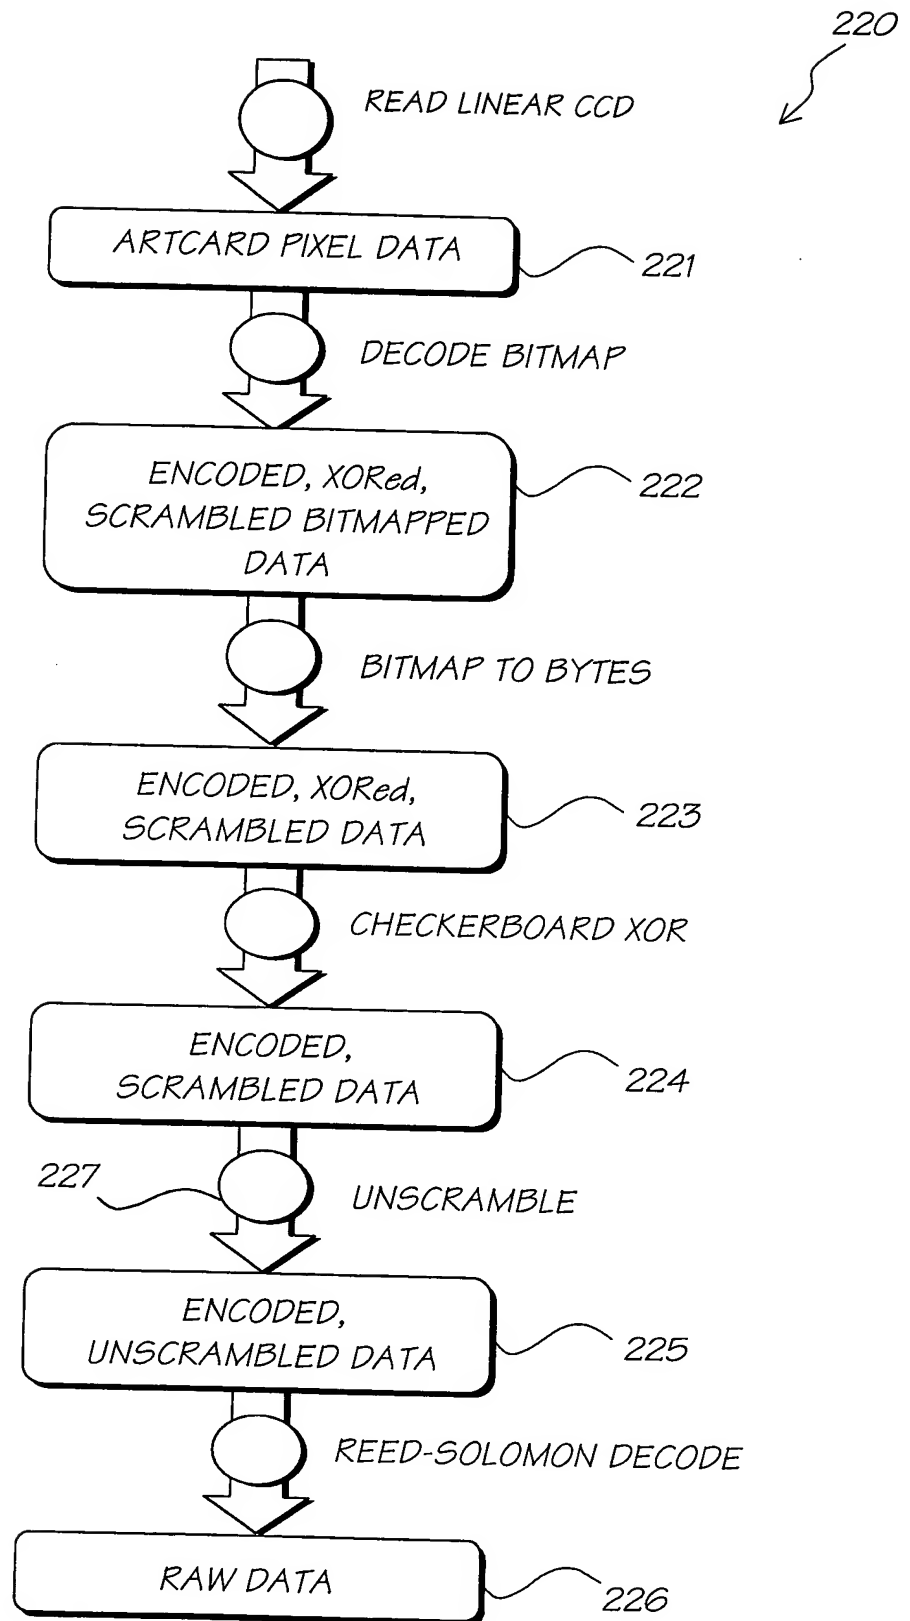 220
READ LINEAR CCD
ARTCARD PIXEL DATA
221
DECODE BITMAP
ENCODED, XORed,
SCRAMBLED BITMAPPED
DATA
222
BITMAP TO BYTES
ENCODED, XORed,
SCRAMBLED DATA
223
CHECKERBOARD XOR
ENCODED,
SCRAMBLED DATA
224
227
UNSCRAMBLE
ENCODED,
UNSCRAMBLED DATA
225
REED-SOLOMON DECODE
RAW DATA
226